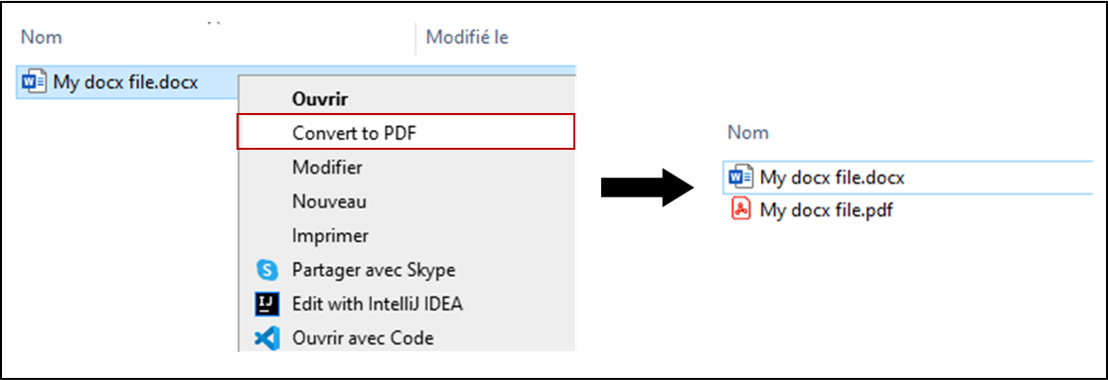 Nom Modifié le
My docx file.docx
Ouvrir
Convert to PDF
Modifier
Nouveau
Imprimer
Partager avec Skype
Edit with IntelliJ IDEA
Ouvrir avec Code
Nom
My docx file.docx
My docx file.pdf